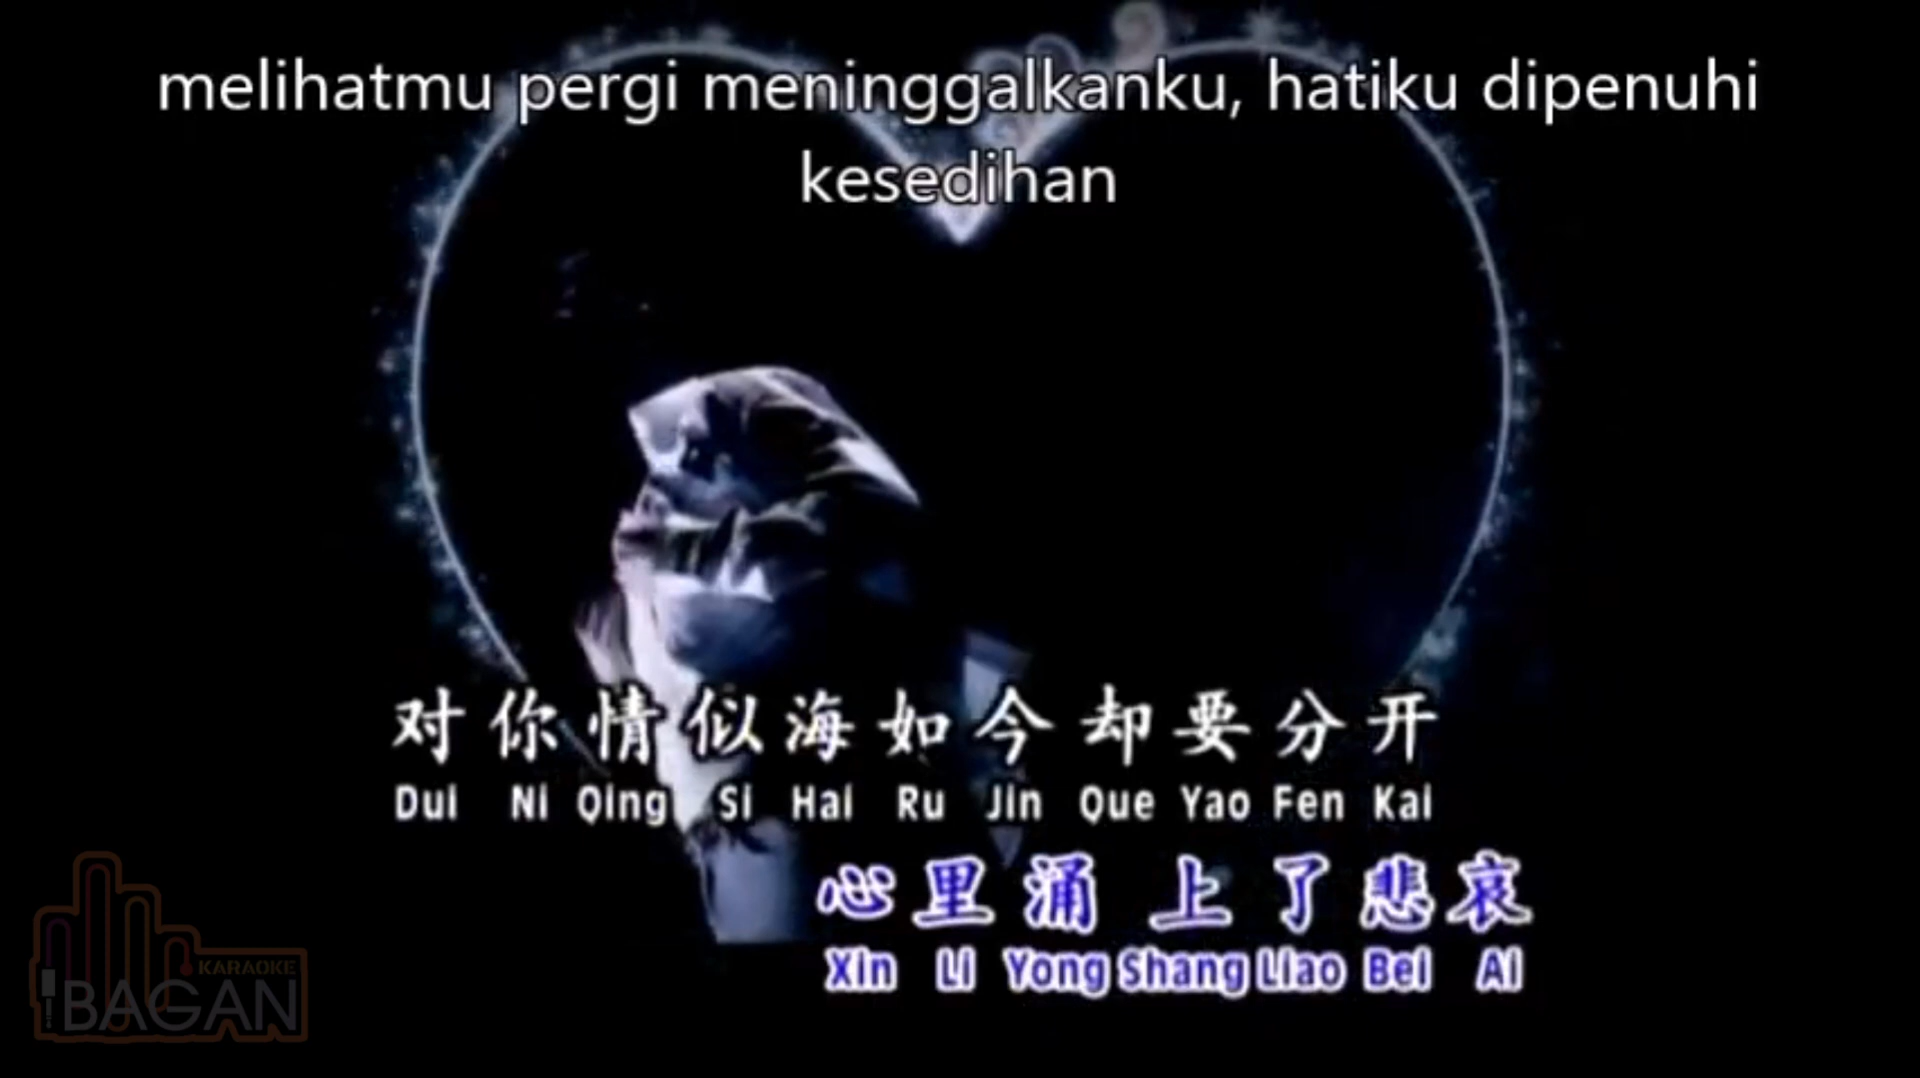 melihatmu pergi meninggalkanku, hatiku dipenuhi
kesedihan
对你情似海如今却要分开
Dui Ni Qing Si Hai Ru Jin Que Yao Fen Kai
心里涌上了悲哀
Xin Li Yong Shang Liao Bei Ai
KARAOKE
BAGAN